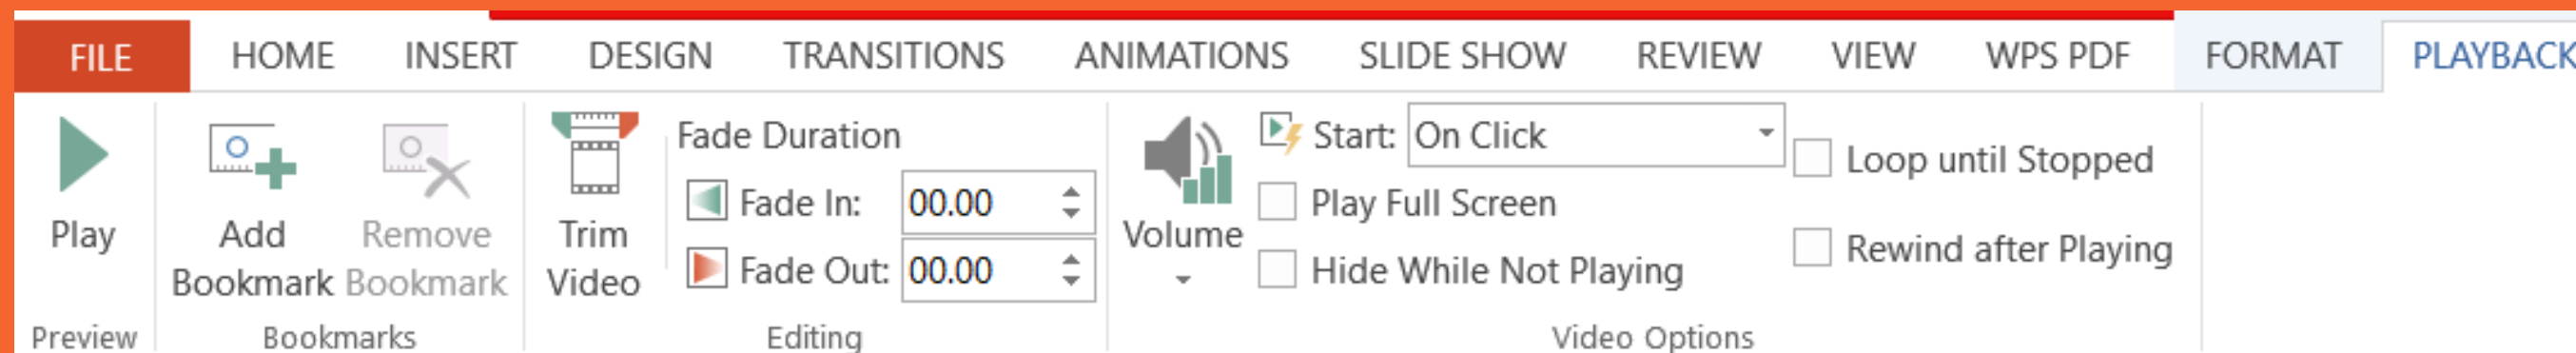 FILE HOME INSERT DESIGN TRANSITIONS ANIMATIONS SLIDE SHOW REVIEW VIEW WPS PDF FORMAT PLAYBACK
Play
Preview
Add
Bookmark
Remove
Bookmark
Bookmarks
Trim
Video
Fade Duration
Fade In: 00.00
Fade Out: 00.00
Editing
Volume
Start: On Click
Play Full Screen
Hide While Not Playing
Loop until Stopped
Rewind after Playing
Video Options